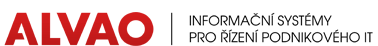 ALVAO
INFORMAČNÍ SYSTÉMY
PRO ŘÍZENÍ PODNIKOVÉHO IT